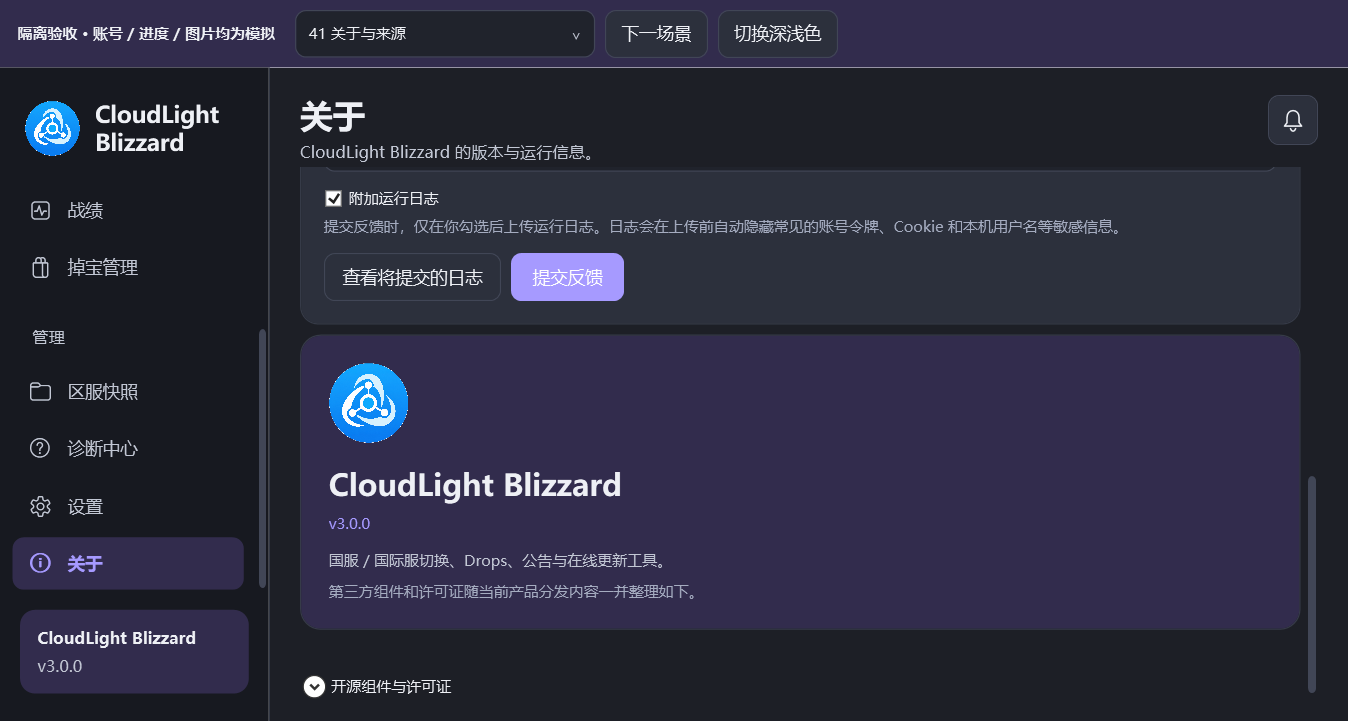 隔离验收 • 账号 / 进度 / 图片均为模拟
41 关于与来源
下一场景
切换深浅色
CloudLight
Blizzard
战绩
掉宝管理
管理
区服快照
诊断中心
设置
关于
CloudLight Blizzard
v3.0.0
关于
CloudLight Blizzard 的版本与运行信息。
附加运行日志
提交反馈时，仅在你勾选后上传运行日志。日志会在上传前自动隐藏常见的账号令牌、Cookie 和本机用户名等敏感信息。
查看将提交的日志
提交反馈
CloudLight Blizzard
v3.0.0
国服 / 国际服切换、Drops、公告与在线更新工具。
第三方组件和许可证随当前产品分发内容一并整理如下。
开源组件与许可证